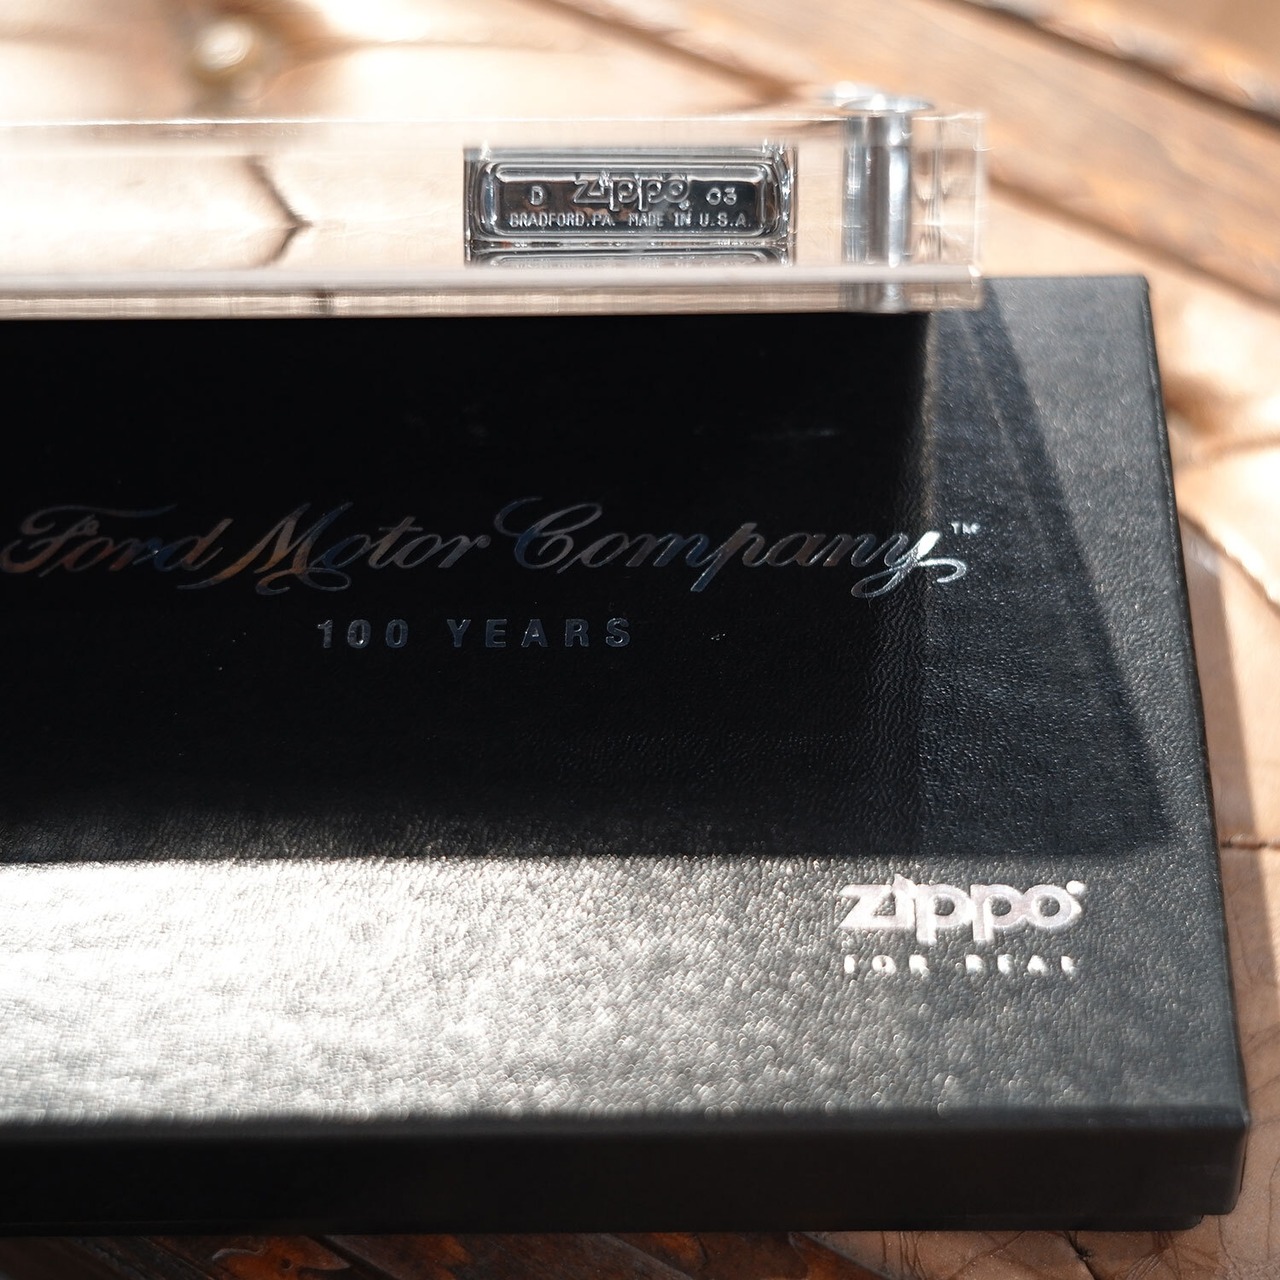 D zippo 03
BRADFORD, PA. MADE IN U.S.A.
Ford Motor Company™
100 YEARS
zippo®
FOR REAL